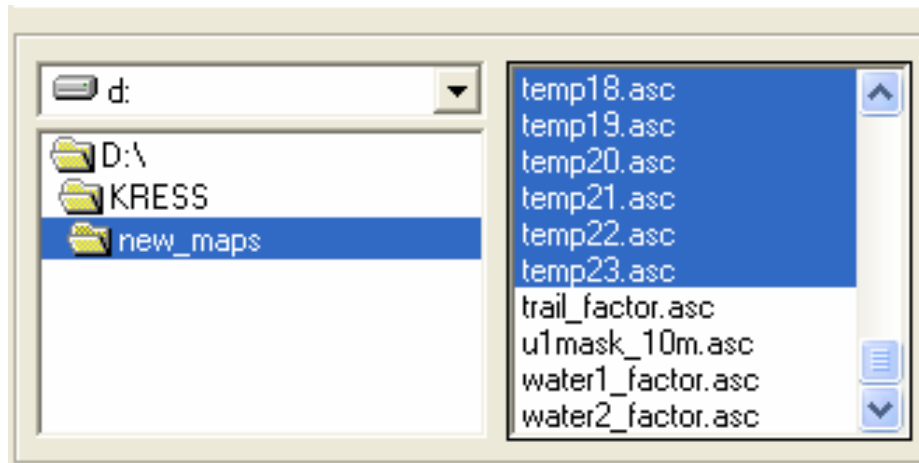 d:
D:\
KRESS
new_maps
temp18.asc
temp19.asc
temp20.asc
temp21.asc
temp22.asc
temp23.asc
trail_factor.asc
u1mask_10m.asc
water1_factor.asc
water2_factor.asc